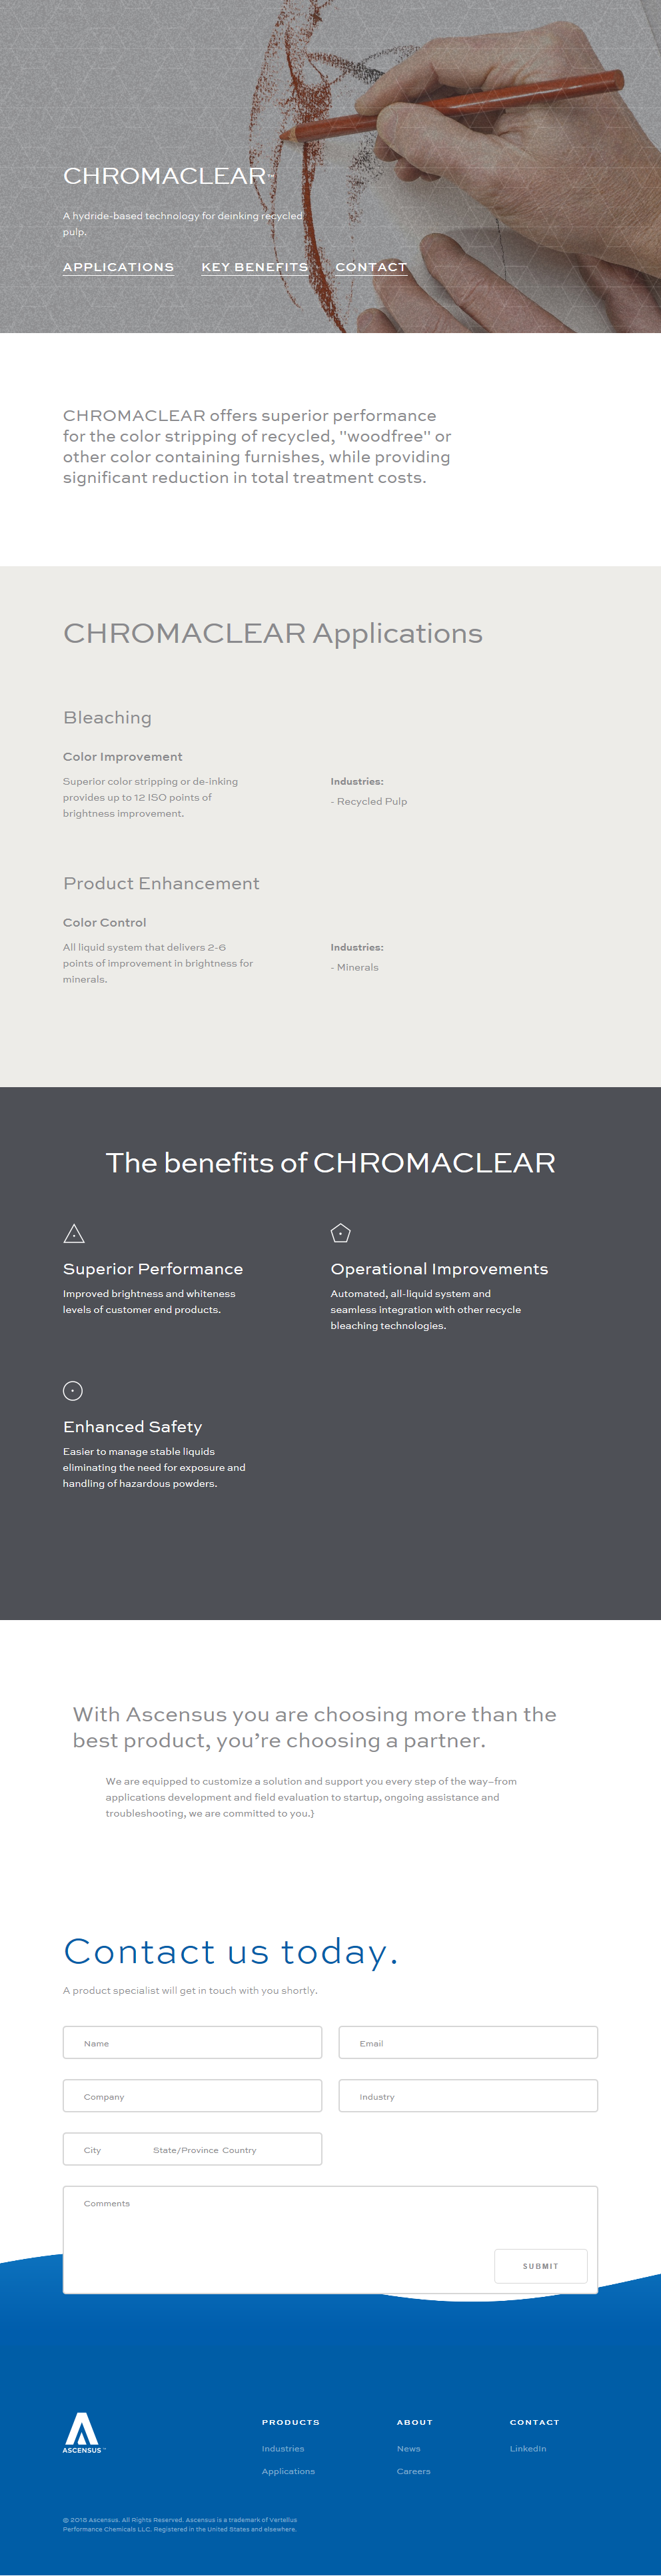 CHROMACLEAR™
A hydride-based technology for deinking recycled
pulp.
APPLICATIONS KEY BENEFITS CONTACT
CHROMACLEAR offers superior performance
for the color stripping of recycled, "woodfree" or
other color containing furnishes, while providing
significant reduction in total treatment costs.
CHROMACLEAR Applications
Bleaching
Color Improvement
Superior color stripping or de-inking
provides up to 12 ISO points of
brightness improvement.
Industries:
- Recycled Pulp
Product Enhancement
Color Control
All liquid system that delivers 2-6
points of improvement in brightness for
minerals.
Industries:
- Minerals
The benefits of CHROMACLEAR
Superior Performance
Improved brightness and whiteness
levels of customer end products.
Operational Improvements
Automated, all-liquid system and
seamless integration with other recycle
bleaching technologies.
Enhanced Safety
Easier to manage stable liquids
eliminating the need for exposure and
handling of hazardous powders.
With Ascensus you are choosing more than the
best product, you’re choosing a partner.
We are equipped to customize a solution and support you every step of the way–from
applications development and field evaluation to startup, ongoing assistance and
troubleshooting, we are committed to you.}
Contact us today.
A product specialist will get in touch with you shortly.
Name
Email
Company
Industry
City State/Province Country
Comments
SUBMIT
ASCENSUS™
PRODUCTS
Industries
Applications
ABOUT
News
Careers
CONTACT
LinkedIn
© 2018 Ascensus. All Rights Reserved. Ascensus is a trademark of Vertellus
Performance Chemicals LLC. Registered in the United States and elsewhere.